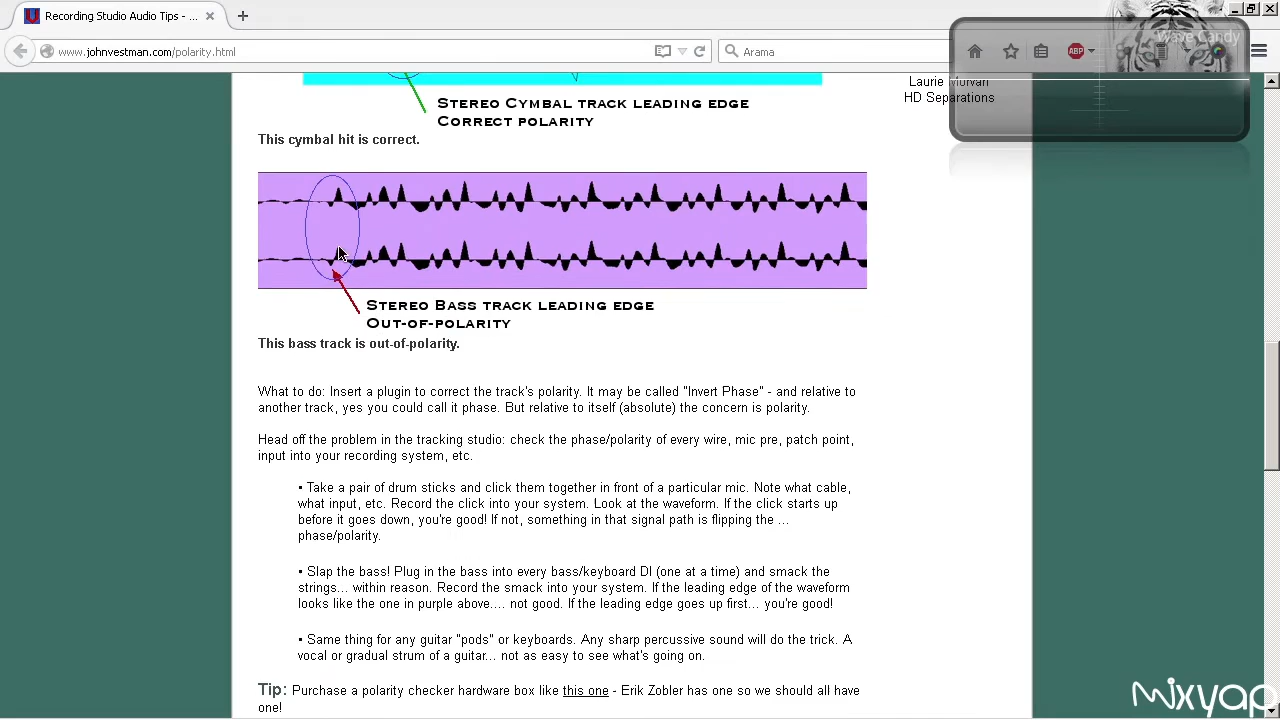 Recording Studio Audio Tips - ...
www.johnvestman.com/polarity.html
Arama
ABP
Wave Candy
Laurie Morvan
HD Separations
Stereo Cymbal track leading edge
Correct polarity
This cymbal hit is correct.
Stereo Bass track leading edge
Out-of-polarity
This bass track is out-of-polarity.
What to do: Insert a plugin to correct the track's polarity. It may be called "Invert Phase" - and relative to
another track, yes you could call it phase. But relative to itself (absolute) the concern is polarity.
Head off the problem in the tracking studio: check the phase/polarity of every wire, mic pre, patch point,
input into your recording system, etc.
• Take a pair of drum sticks and click them together in front of a particular mic. Note what cable,
what input, etc. Record the click into your system. Look at the waveform. If the click starts up
before it goes down, you're good! If not, something in that signal path is flipping the ...
phase/polarity.
• Slap the bass! Plug in the bass into every bass/keyboard DI (one at a time) and smack the
strings... within reason. Record the smack into your system. If the leading edge of the waveform
looks like the one in purple above.... not good. If the leading edge goes up first... you're good!
• Same thing for any guitar "pods" or keyboards. Any sharp percussive sound will do the trick. A
vocal or gradual strum of a guitar... not as easy to see what's going on.
Tip: Purchase a polarity checker hardware box like this one - Erik Zobler has one so we should all have
one!
mixyap